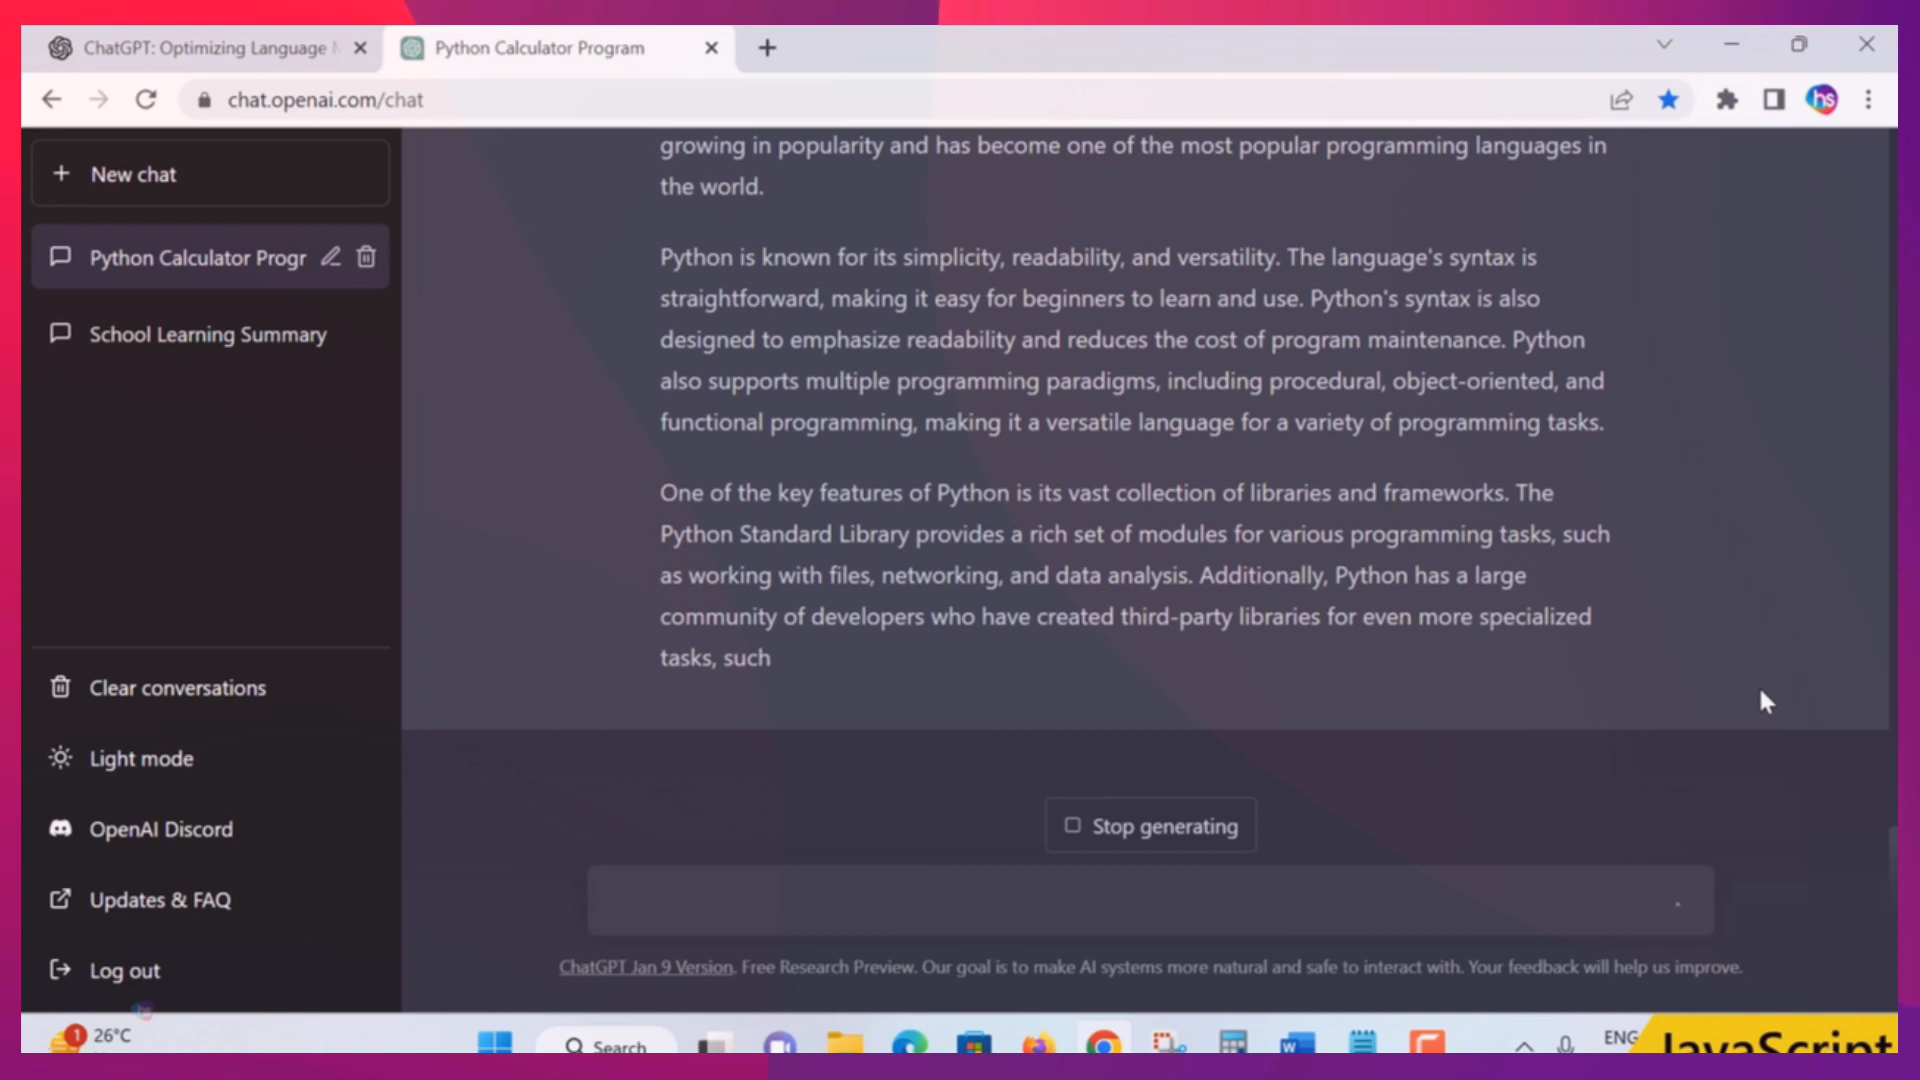 ChatGPT: Optimizing Language
Python Calculator Program
chat.openai.com/chat
hs
New chat
Python Calculator Progr
School Learning Summary
growing in popularity and has become one of the most popular programming languages in
the world.
Python is known for its simplicity, readability, and versatility. The language's syntax is
straightforward, making it easy for beginners to learn and use. Python's syntax is also
designed to emphasize readability and reduces the cost of program maintenance. Python
also supports multiple programming paradigms, including procedural, object-oriented, and
functional programming, making it a versatile language for a variety of programming tasks.
One of the key features of Python is its vast collection of libraries and frameworks. The
Python Standard Library provides a rich set of modules for various programming tasks, such
as working with files, networking, and data analysis. Additionally, Python has a large
community of developers who have created third-party libraries for even more specialized
tasks, such
Clear conversations
Light mode
OpenAI Discord
Updates & FAQ
Log out
Stop generating
ChatGPT Jan 9 Version. Free Research Preview. Our goal is to make AI systems more natural and safe to interact with. Your feedback will help us improve.
1
26°C
Search
W
ENG
JavaScript